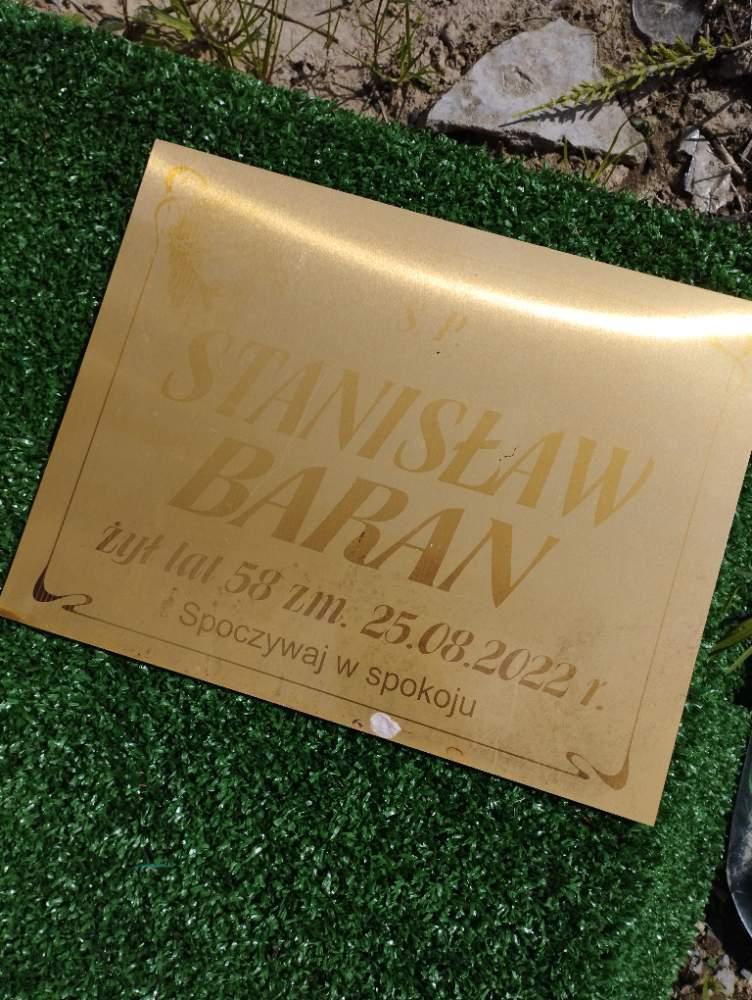 Ś.P.
STANISŁAW
BARAN
żył lat 58 zm. 25.08.2022 r.
Spoczywaj w spokoju